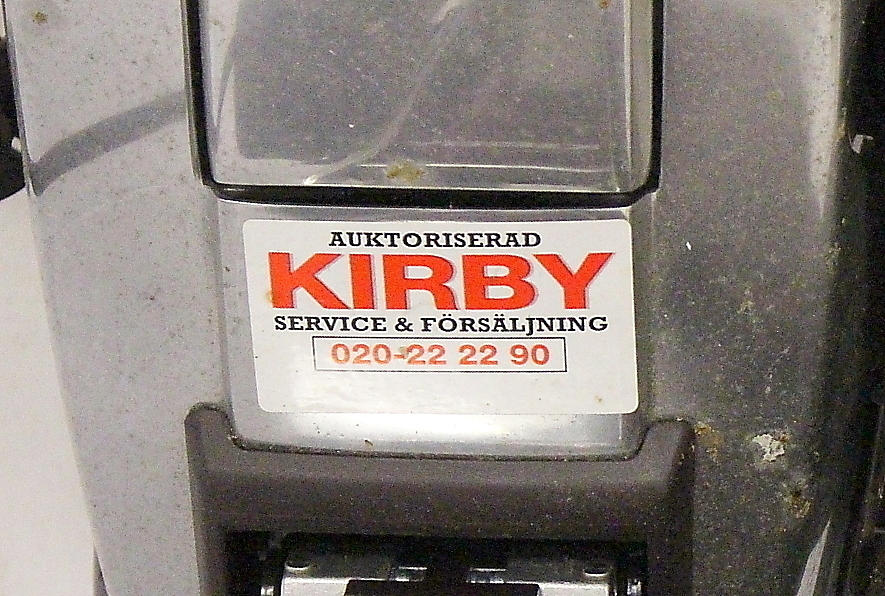 AUKTORISERAD
KIRBY
SERVICE & FÖRSÄLJNING
020-22 22 90